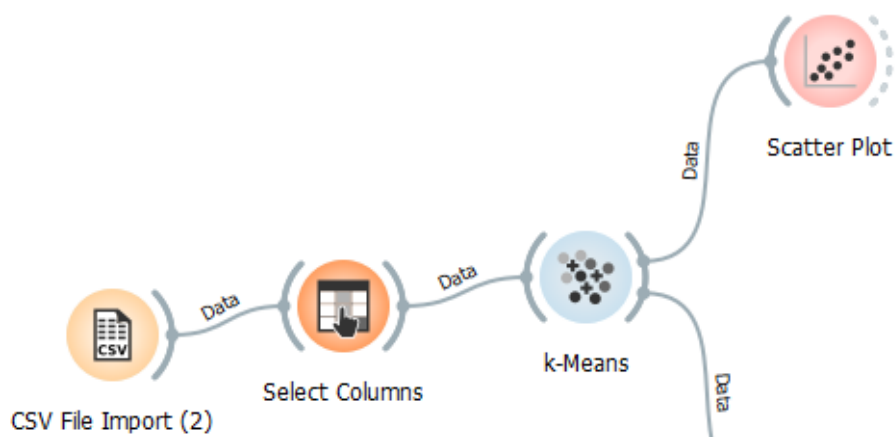 Scatter Plot
Data
Data
Data
CSV
k-Means
Select Columns
Data
CSV File Import (2)